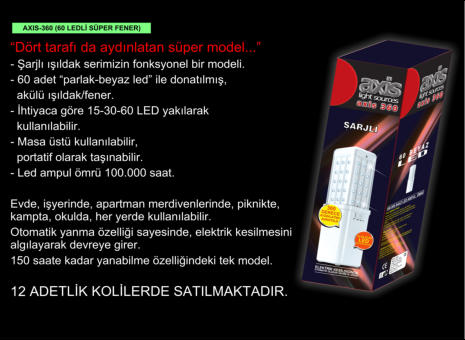 AXIS-360 (60 LEDLİ SÜPER FENER)
“Dört tarafı da aydınlatan süper model...”
- Şarjlı ışıldak serimizin fonksyonel bir modeli.
- 60 adet “parlak-beyaz led” ile donatılmış,
akülü ışıldak/fener.
- İhtiyaca göre 15-30-60 LED yakılarak
kullanılabilir.
- Masa üstü kullanılabilir,
portatif olarak taşınabilir.
- Led ampul ömrü 100.000 saat.
Evde, işyerinde, apartman merdivenlerinde, piknikte,
kampta, okulda, her yerde kullanılabilir.
Otomatik yanma özelliği sayesinde, elektrik kesilmesini
algılayarak devreye girer.
150 saate kadar yanabilme özelliğindeki tek model.
12 ADETLİK KOLİLERDE SATILMAKTADIR.
axis
light sources
axis 360
ŞARJLI
360
DERECE
axis
light sources
axis 360
60 BEYAZ
LED